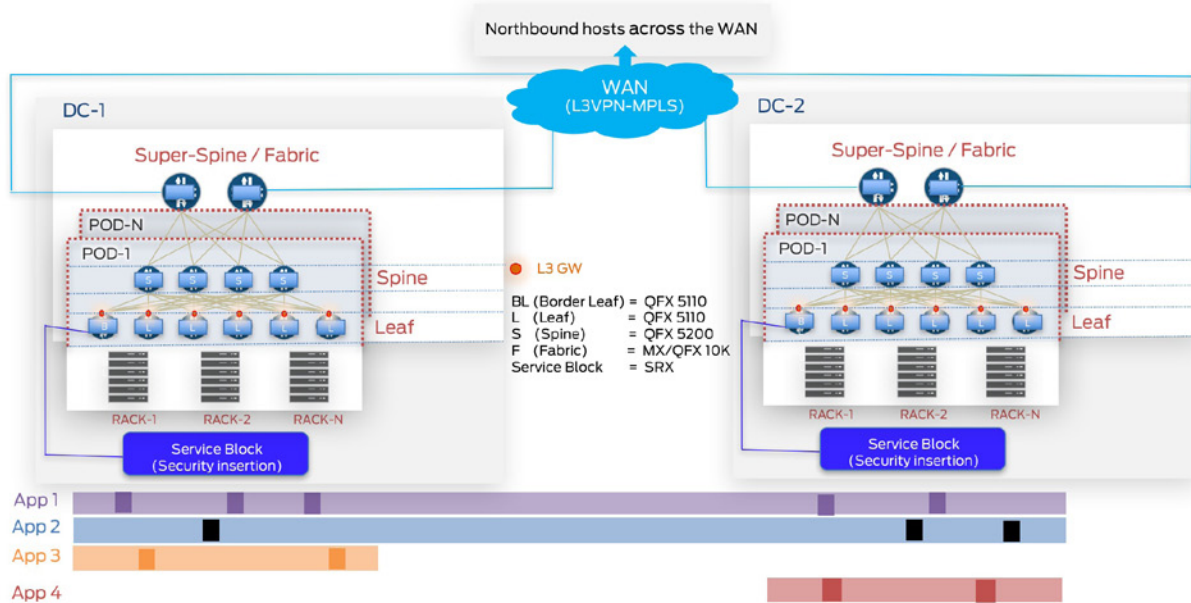 Northbound hosts across the WAN
WAN
(L3VPN-MPLS)
DC-1
Super-Spine / Fabric
POD-N
POD-1
S S S S
Spine
B L L L L L
Leaf
RACK-1 RACK-2 RACK-N
Service Block
(Security insertion)
L3 GW
BL (Border Leaf) = QFX 5110
L (Leaf) = QFX 5110
S (Spine) = QFX 5200
F (Fabric) = MX/QFX 10K
Service Block = SRX
DC-2
Super-Spine / Fabric
POD-N
POD-1
S S S S
Spine
L L L L L
Leaf
RACK-1 RACK-2 RACK-N
Service Block
(Security insertion)
App 1
App 2
App 3
App 4